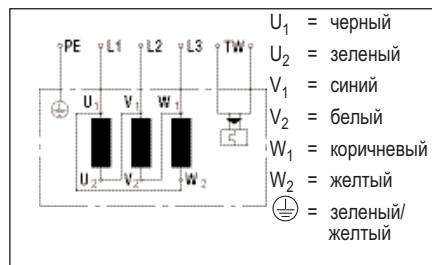 PE L1 L2 L3 TW
U1 V1 W1
U2 V2 W2
U1 = черный
U2 = зеленый
V1 = синий
V2 = белый
W1 = коричневый
W2 = желтый
= зеленый/
желтый